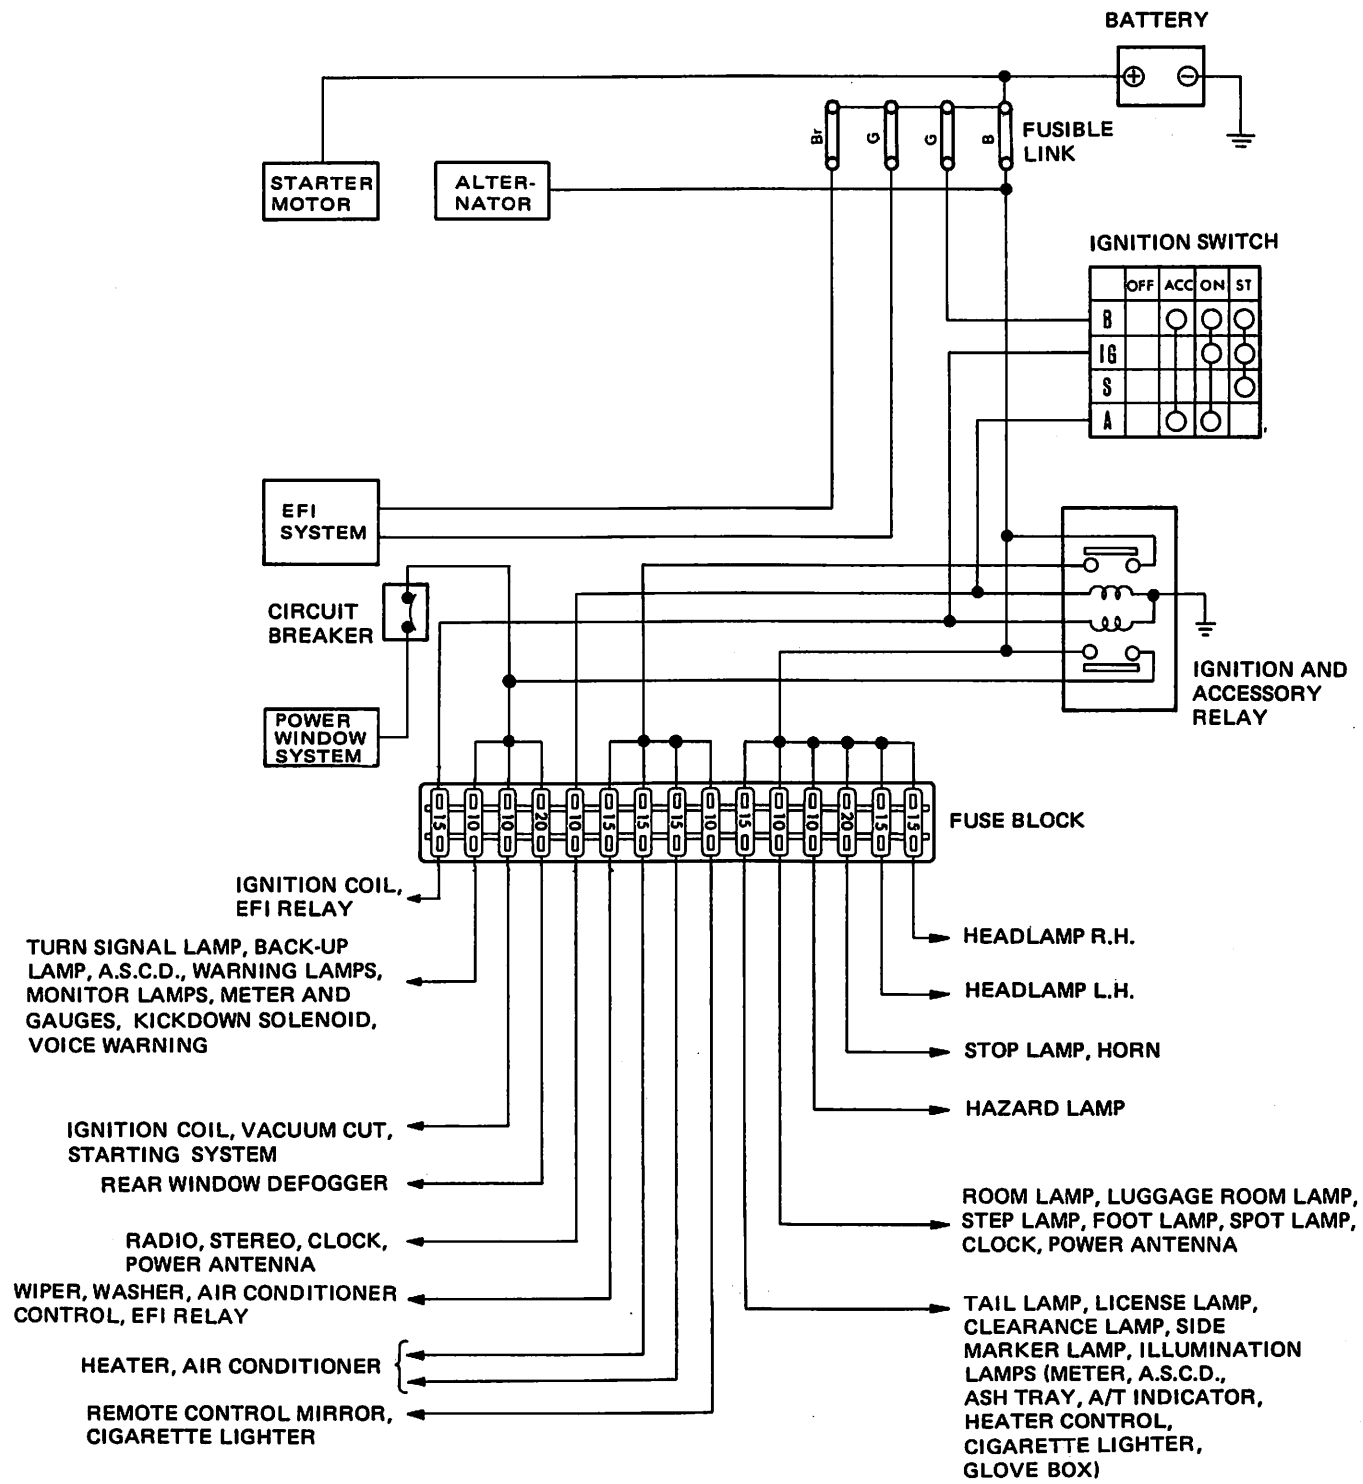 BATTERY
FUSIBLE
LINK
Br
G
G
B
STARTER
MOTOR
ALTER-
NATOR
IGNITION SWITCH
OFF ACC ON ST
B
IG
S
A
EFI
SYSTEM
CIRCUIT
BREAKER
POWER
WINDOW
SYSTEM
IGNITION AND
ACCESSORY
RELAY
15 10 10 20 10 15 15 15 10 15 10 10 20 15 15
FUSE BLOCK
IGNITION COIL,
EFI RELAY
TURN SIGNAL LAMP, BACK-UP
LAMP, A.S.C.D., WARNING LAMPS,
MONITOR LAMPS, METER AND
GAUGES, KICKDOWN SOLENOID,
VOICE WARNING
IGNITION COIL, VACUUM CUT,
STARTING SYSTEM
REAR WINDOW DEFOGGER
RADIO, STEREO, CLOCK,
POWER ANTENNA
WIPER, WASHER, AIR CONDITIONER
CONTROL, EFI RELAY
HEATER, AIR CONDITIONER
REMOTE CONTROL MIRROR,
CIGARETTE LIGHTER
HEADLAMP R.H.
HEADLAMP L.H.
STOP LAMP, HORN
HAZARD LAMP
ROOM LAMP, LUGGAGE ROOM LAMP,
STEP LAMP, FOOT LAMP, SPOT LAMP,
CLOCK, POWER ANTENNA
TAIL LAMP, LICENSE LAMP,
CLEARANCE LAMP, SIDE
MARKER LAMP, ILLUMINATION
LAMPS (METER, A.S.C.D.,
ASH TRAY, A/T INDICATOR,
HEATER CONTROL,
CIGARETTE LIGHTER,
GLOVE BOX)